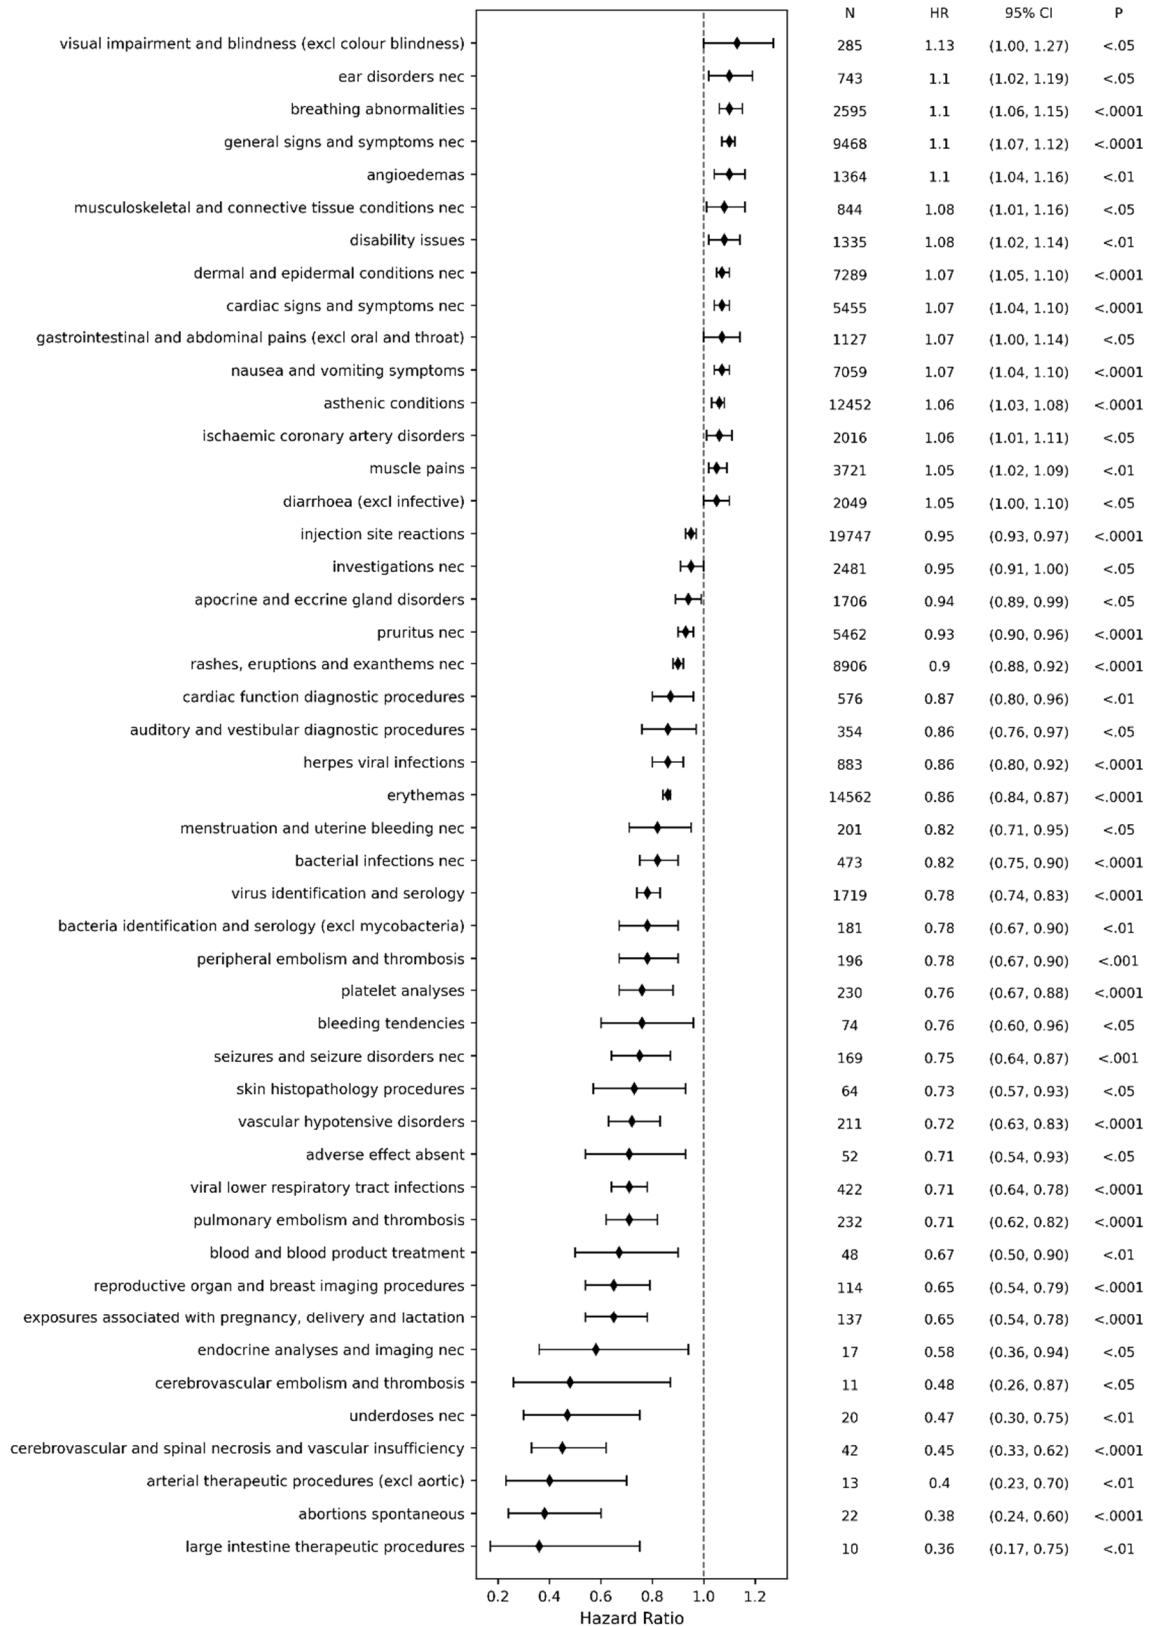 N HR 95% CI P
visual impairment and blindness (excl colour blindness) 285 1.13 (1.00, 1.27) <.05
ear disorders nec 743 1.1 (1.02, 1.19) <.05
breathing abnormalities 2595 1.1 (1.06, 1.15) <.0001
general signs and symptoms nec 9468 1.1 (1.07, 1.12) <.0001
angioedemas 1364 1.1 (1.04, 1.16) <.01
musculoskeletal and connective tissue conditions nec 844 1.08 (1.01, 1.16) <.05
disability issues 1335 1.08 (1.02, 1.14) <.01
dermal and epidermal conditions nec 7289 1.07 (1.05, 1.10) <.0001
cardiac signs and symptoms nec 5455 1.07 (1.04, 1.10) <.0001
gastrointestinal and abdominal pains (excl oral and throat) 1127 1.07 (1.00, 1.14) <.05
nausea and vomiting symptoms 7059 1.07 (1.04, 1.10) <.0001
asthenic conditions 12452 1.06 (1.03, 1.08) <.0001
ischaemic coronary artery disorders 2016 1.06 (1.01, 1.11) <.05
muscle pains 3721 1.05 (1.02, 1.09) <.01
diarrhoea (excl infective) 2049 1.05 (1.00, 1.10) <.05
injection site reactions 19747 0.95 (0.93, 0.97) <.0001
investigations nec 2481 0.95 (0.91, 1.00) <.05
apocrine and eccrine gland disorders 1706 0.94 (0.89, 0.99) <.05
pruritus nec 5462 0.93 (0.90, 0.96) <.0001
rashes, eruptions and exanthems nec 8906 0.9 (0.88, 0.92) <.0001
cardiac function diagnostic procedures 576 0.87 (0.80, 0.96) <.01
auditory and vestibular diagnostic procedures 354 0.86 (0.76, 0.97) <.05
herpes viral infections 883 0.86 (0.80, 0.92) <.0001
erythemas 14562 0.86 (0.84, 0.87) <.0001
menstruation and uterine bleeding nec 201 0.82 (0.71, 0.95) <.05
bacterial infections nec 473 0.82 (0.75, 0.90) <.0001
virus identification and serology 1719 0.78 (0.74, 0.83) <.0001
bacteria identification and serology (excl mycobacteria) 181 0.78 (0.67, 0.90) <.01
peripheral embolism and thrombosis 196 0.78 (0.67, 0.90) <.001
platelet analyses 230 0.76 (0.67, 0.88) <.0001
bleeding tendencies 74 0.76 (0.60, 0.96) <.05
seizures and seizure disorders nec 169 0.75 (0.64, 0.87) <.001
skin histopathology procedures 64 0.73 (0.57, 0.93) <.05
vascular hypotensive disorders 211 0.72 (0.63, 0.83) <.0001
adverse effect absent 52 0.71 (0.54, 0.93) <.05
viral lower respiratory tract infections 422 0.71 (0.64, 0.78) <.0001
pulmonary embolism and thrombosis 232 0.71 (0.62, 0.82) <.0001
blood and blood product treatment 48 0.67 (0.50, 0.90) <.01
reproductive organ and breast imaging procedures 114 0.65 (0.54, 0.79) <.0001
exposures associated with pregnancy, delivery and lactation 137 0.65 (0.54, 0.78) <.0001
endocrine analyses and imaging nec 17 0.58 (0.36, 0.94) <.05
cerebrovascular embolism and thrombosis 11 0.48 (0.26, 0.87) <.05
underdoses nec 20 0.47 (0.30, 0.75) <.01
cerebrovascular and spinal necrosis and vascular insufficiency 42 0.45 (0.33, 0.62) <.0001
arterial therapeutic procedures (excl aortic) 13 0.4 (0.23, 0.70) <.01
abortions spontaneous 22 0.38 (0.24, 0.60) <.0001
large intestine therapeutic procedures 10 0.36 (0.17, 0.75) <.01
0.2 0.4 0.6 0.8 1.0 1.2
Hazard Ratio